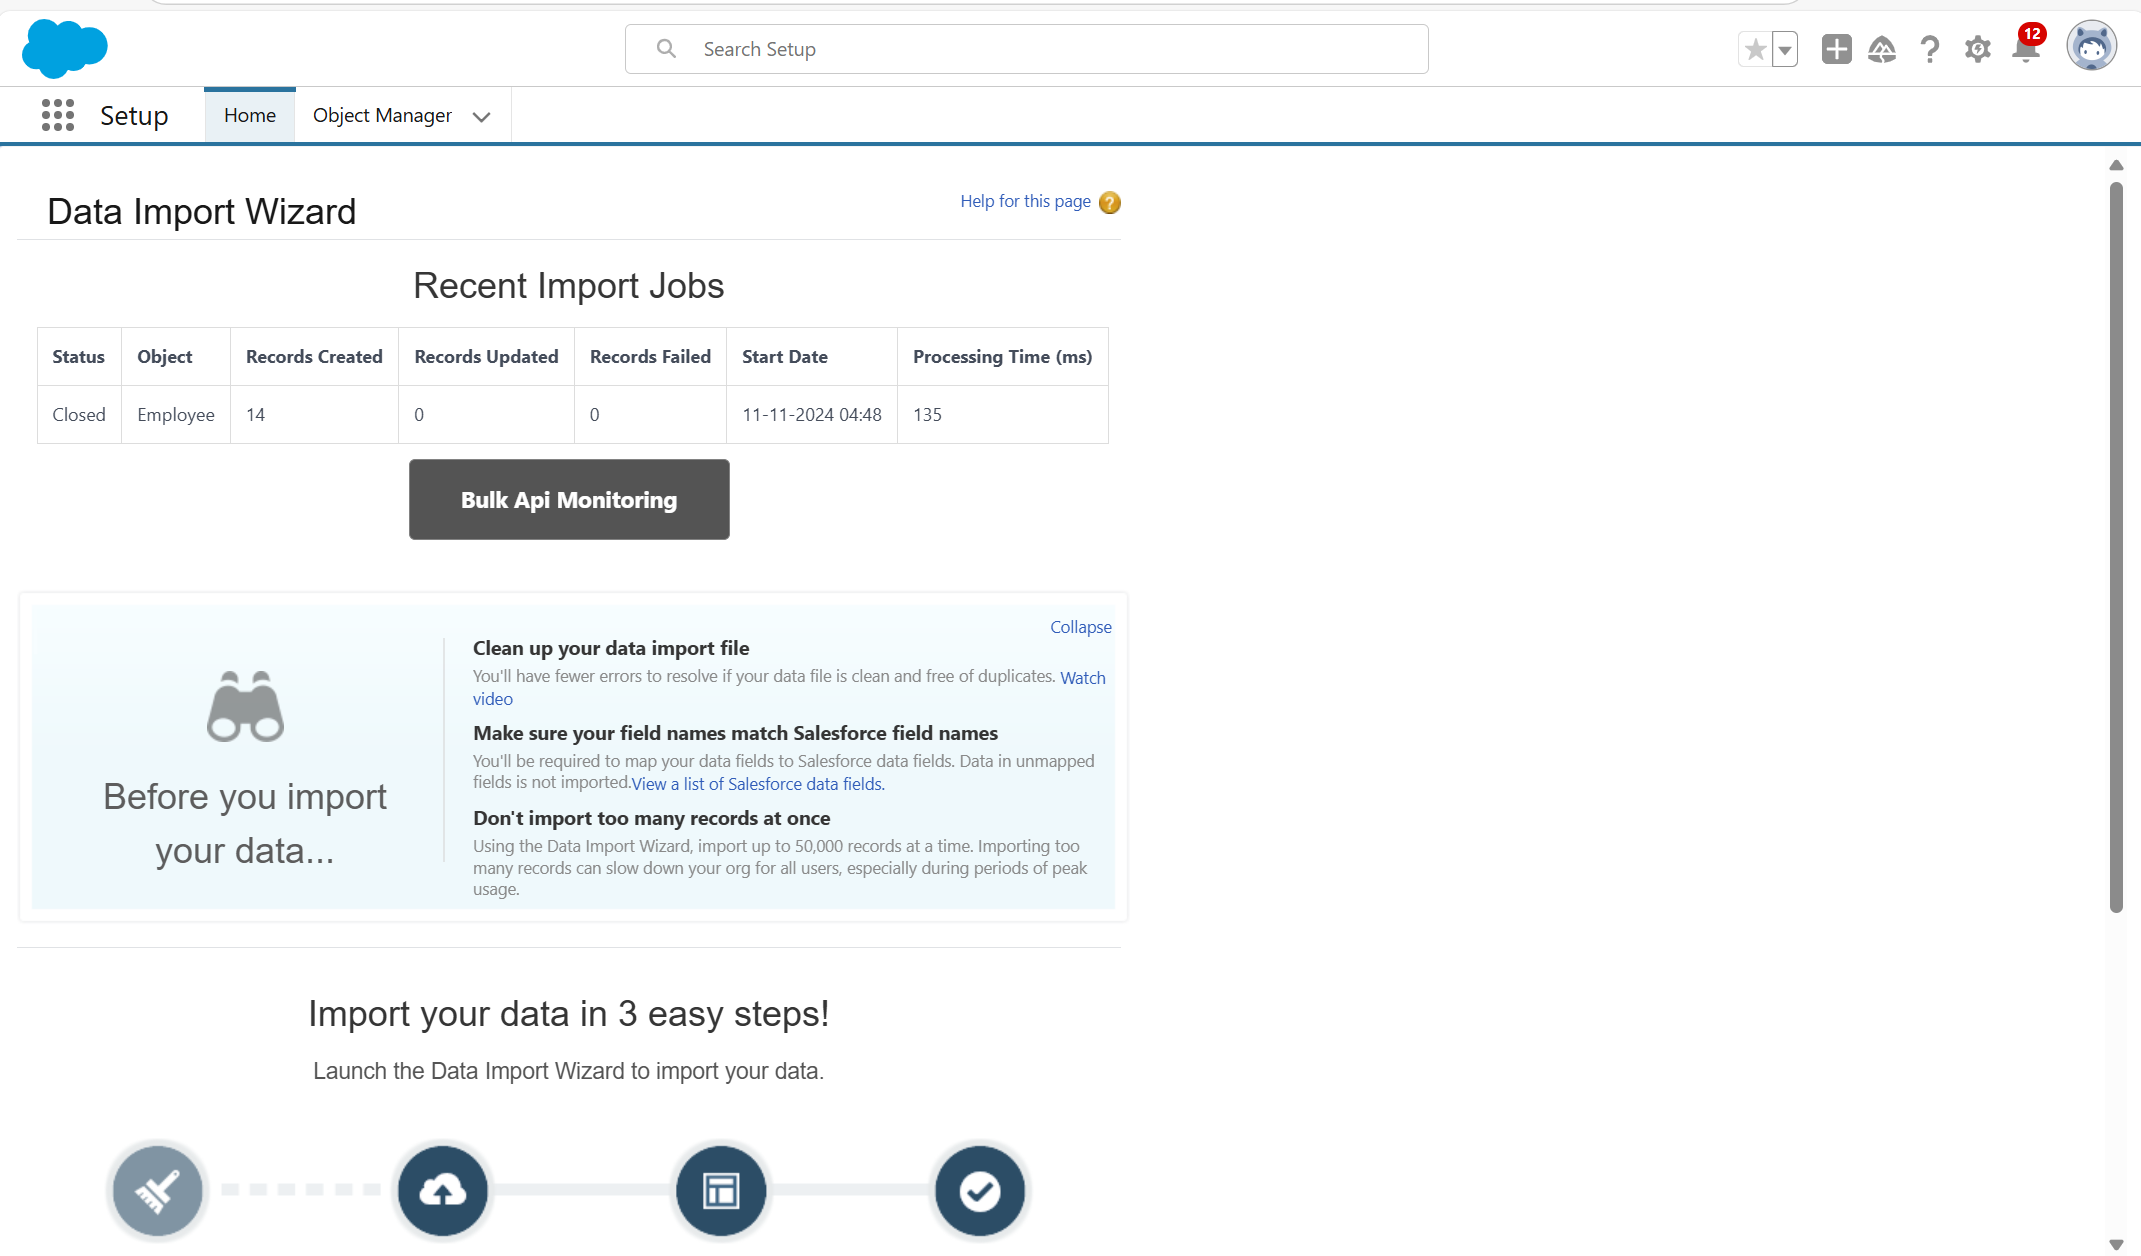 Search Setup
12
Setup
Home
Object Manager
Data Import Wizard
Help for this page
?
Recent Import Jobs
Status Object Records Created Records Updated Records Failed Start Date Processing Time (ms)
Closed Employee 14 0 0 11-11-2024 04:48 135
Bulk Api Monitoring
Collapse
Before you import
your data...
Clean up your data import file
You'll have fewer errors to resolve if your data file is clean and free of duplicates. Watch
video
Make sure your field names match Salesforce field names
You'll be required to map your data fields to Salesforce data fields. Data in unmapped
fields is not imported.View a list of Salesforce data fields.
Don't import too many records at once
Using the Data Import Wizard, import up to 50,000 records at a time. Importing too
many records can slow down your org for all users, especially during periods of peak
usage.
Import your data in 3 easy steps!
Launch the Data Import Wizard to import your data.